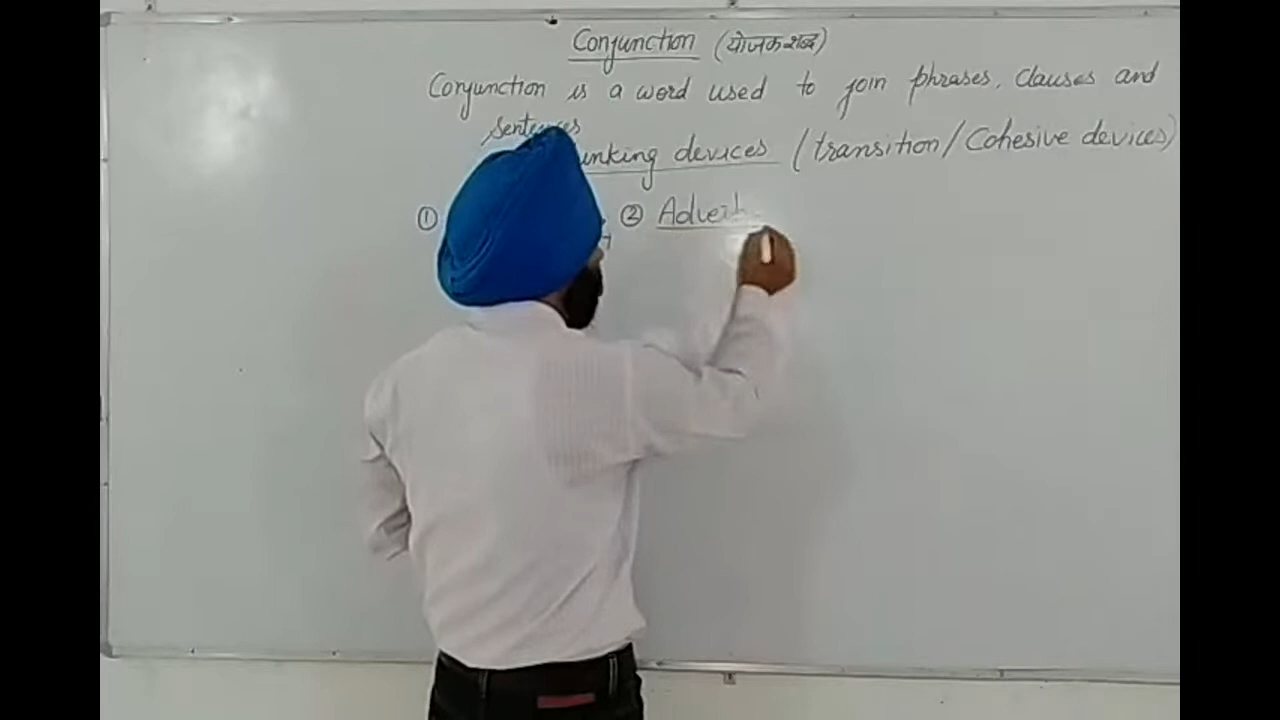 Conjunction (योजक शब्द)
Conjunction is a word used to join phrases, clauses and
sentences
linking devices (transition/Cohesive devices)
① ② Adverb